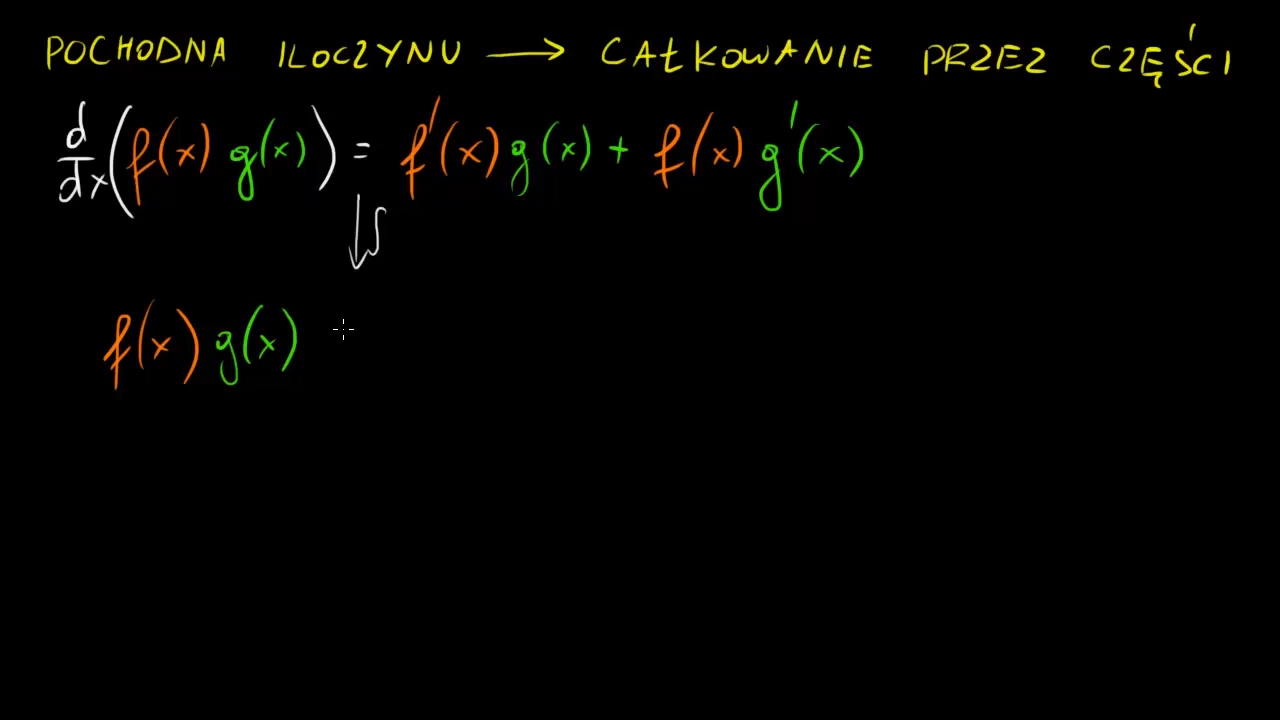 POCHODNA ILOCZYNU → CAŁKOWANIE PRZEZ CZĘŚCI
d/dx (f(x) g(x)) = f'(x) g(x) + f(x) g'(x)
↓∫
f(x) g(x)